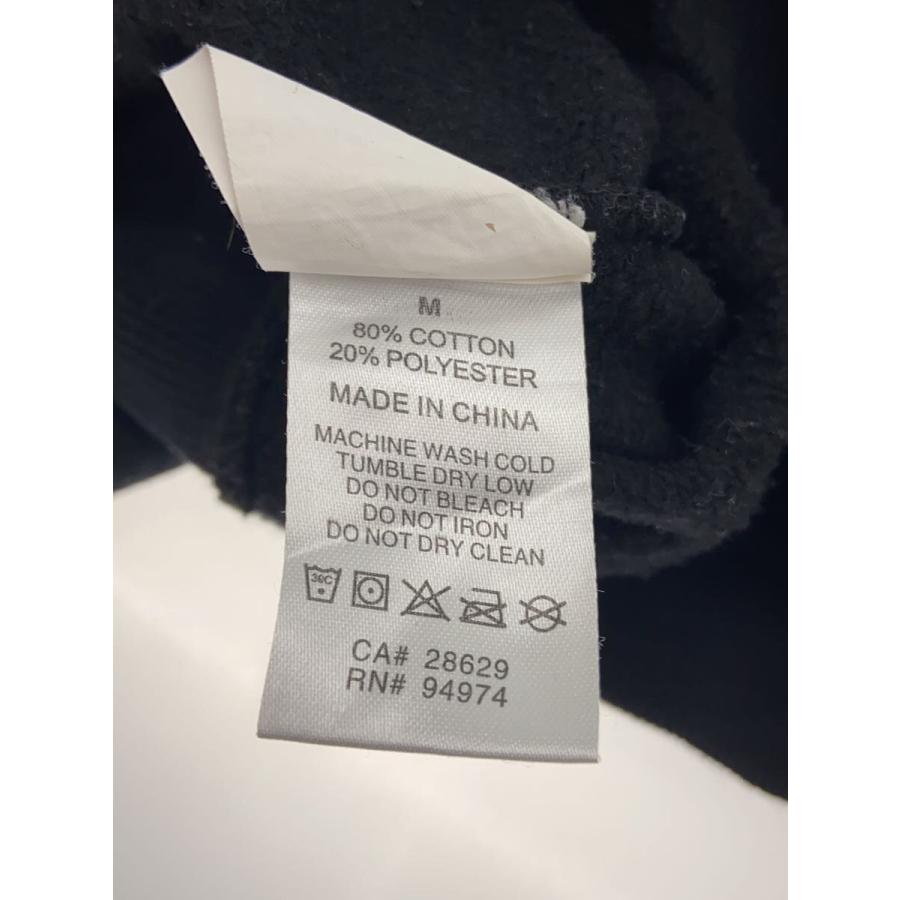 M
80% COTTON
20% POLYESTER
MADE IN CHINA
MACHINE WASH COLD
TUMBLE DRY LOW
DO NOT BLEACH
DO NOT IRON
DO NOT DRY CLEAN
30C
CA# 28629
RN# 94974